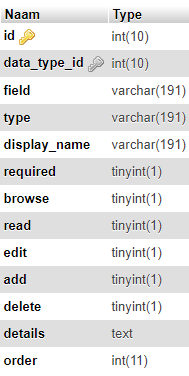 Naam Type
id int(10)
data_type_id int(10)
field varchar(191)
type varchar(191)
display_name varchar(191)
required tinyint(1)
browse tinyint(1)
read tinyint(1)
edit tinyint(1)
add tinyint(1)
delete tinyint(1)
details text
order int(11)